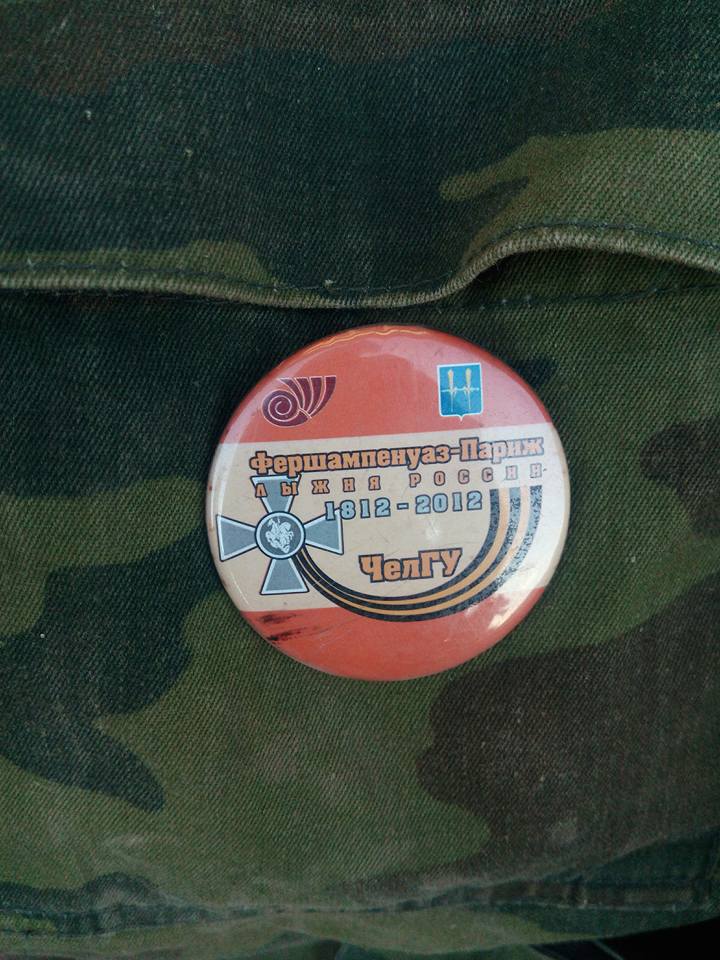 Фершампенуаз-Париж
ЛЫЖНЯ РОССИИ
1812-2012
ЧелГУ